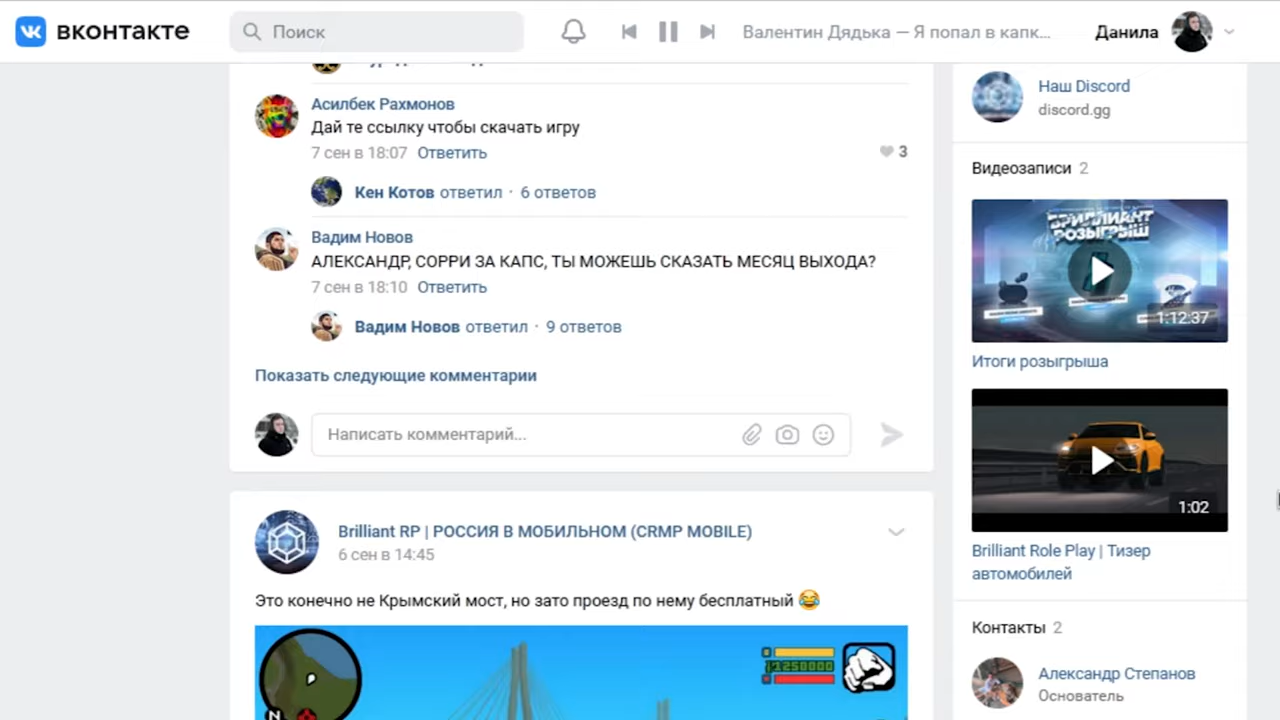 вконтакте
Поиск
Валентин Дядька — Я попал в капк...
Данила
Асилбек Рахмонов
Дай те ссылку чтобы скачать игру
7 сен в 18:07 Ответить
3
Кен Котов ответил · 6 ответов
Вадим Новов
АЛЕКСАНДР, СОРРИ ЗА КАПС, ТЫ МОЖЕШЬ СКАЗАТЬ МЕСЯЦ ВЫХОДА?
7 сен в 18:10 Ответить
Вадим Новов ответил · 9 ответов
Показать следующие комментарии
Написать комментарий...
Brilliant RP | РОССИЯ В МОБИЛЬНОМ (CRMP MOBILE)
6 сен в 14:45
Это конечно не Крымский мост, но зато проезд по нему бесплатный 😂
11250000
N
Наш Discord
discord.gg
Видеозаписи 2
БРИЛЛИАНТ
РОЗЫГРЫШ
1:12:37
Итоги розыгрыша
1:02
Brilliant Role Play | Тизер
автомобилей
Контакты 2
Александр Степанов
Основатель